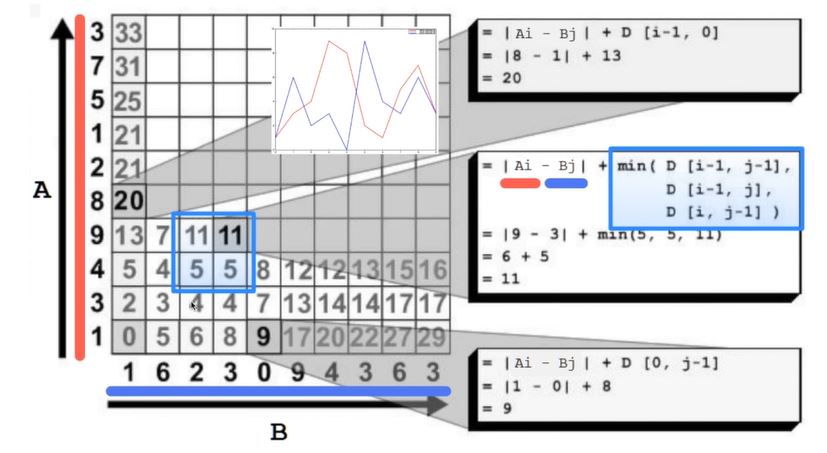 3 33
7 31
5 25
1 21
2 21
8 20
9 13 7 11 11
4 5 4 5 5 8 12 12 13 15 16
3 2 3 4 4 7 13 14 14 17 17
1 0 5 6 8 9 17 20 22 27 29
1 6 2 3 0 9 4 3 6 3
A
B
= | Ai - Bj | + D [i-1, 0]
= |8 - 1| + 13
= 20
= | Ai - Bj | + min( D [i-1, j-1],
D [i-1, j],
D [i, j-1] )
= |9 - 3| + min(5, 5, 11)
= 6 + 5
= 11
= | Ai - Bj | + D [0, j-1]
= |1 - 0| + 8
= 9